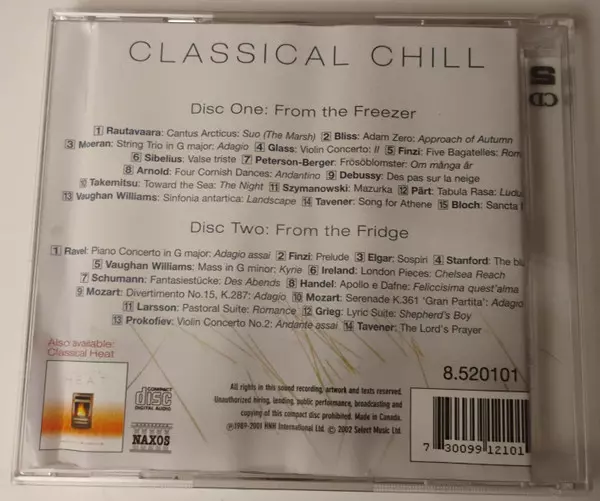 CLASSICAL CHILL
Disc One: From the Freezer
1 Rautavaara: Cantus Arcticus: Suo (The Marsh) 2 Bliss: Adam Zero: Approach of Autumn
3 Moeran: String Trio in G major: Adagio 4 Glass: Violin Concerto: II 5 Finzi: Five Bagatelles: Rom
6 Sibelius: Valse triste 7 Peterson-Berger: Frösöblomster: Om många år
8 Arnold: Four Cornish Dances: Andantino 9 Debussy: Des pas sur la neige
10 Takemitsu: Toward the Sea: The Night 11 Szymanowski: Mazurka 12 Pärt: Tabula Rasa: Ludu
13 Vaughan Williams: Sinfonia antartica: Landscape 14 Tavener: Song for Athene 15 Bloch: Sancta
Disc Two: From the Fridge
1 Ravel: Piano Concerto in G major: Adagio assai 2 Finzi: Prelude 3 Elgar: Sospiri 4 Stanford: The blu
5 Vaughan Williams: Mass in G minor: Kyrie 6 Ireland: London Pieces: Chelsea Reach
7 Schumann: Fantasiestücke: Des Abends 8 Handel: Apollo e Dafne: Feliccisima quest'alma
9 Mozart: Divertimento No.15, K.287: Adagio 10 Mozart: Serenade K.361 'Gran Partita': Adagio
11 Larsson: Pastoral Suite: Romance 12 Grieg: Lyric Suite: Shepherd's Boy
13 Prokofiev: Violin Concerto No.2: Andante assai 14 Tavener: The Lord's Prayer
Also available:
Classical Heat
HEAT
COMPACT
disc
DIGITAL AUDIO
NAXOS
All rights in this sound recording, artwork and texts reserved.
Unauthorized hiring, lending, public performance, broadcasting and
copying of this compact disc prohibited. Made in Canada.
℗1989-2001 HNH International Ltd. © 2002 Select Music Ltd.
8.520101
7 30099 12101